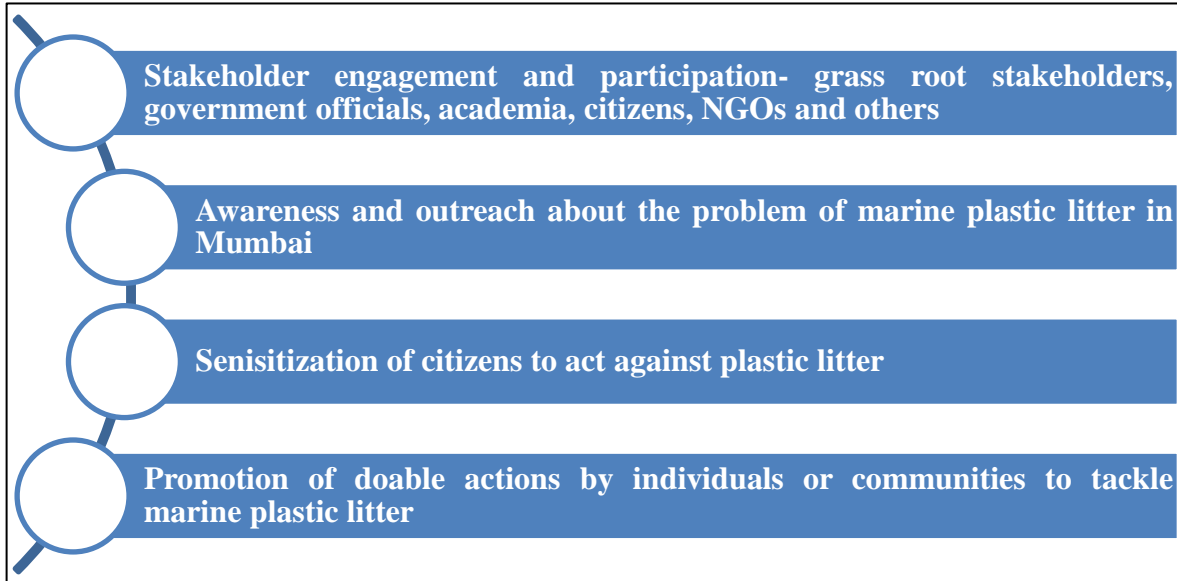 Stakeholder engagement and participation- grass root stakeholders,
government officials, academia, citizens, NGOs and others
Awareness and outreach about the problem of marine plastic litter in
Mumbai
Senisitization of citizens to act against plastic litter
Promotion of doable actions by individuals or communities to tackle
marine plastic litter